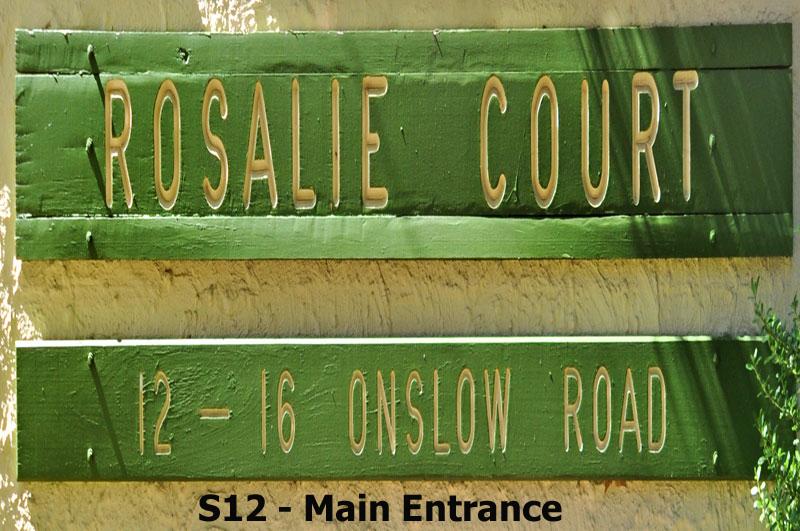 ROSALIE COURT
12 - 16 ONSLOW ROAD
S12 - Main Entrance